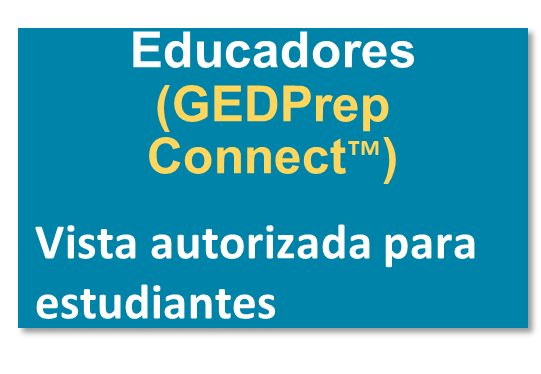 Educadores
(GEDPrep
Connect™)
Vista autorizada para
estudiantes